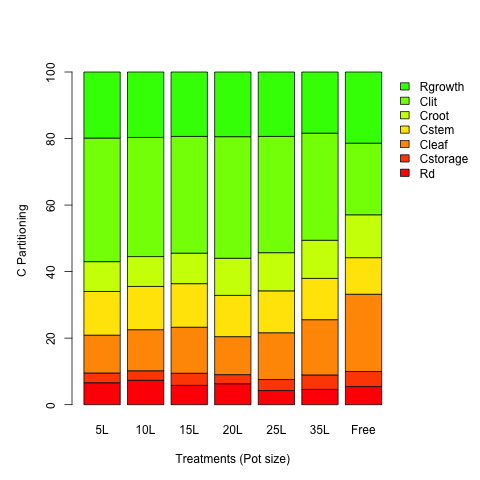 C Partitioning
100
80
60
40
20
0
5L 10L 15L 20L 25L 35L Free
Treatments (Pot size)
Rgrowth
Clit
Croot
Cstem
Cleaf
Cstorage
Rd